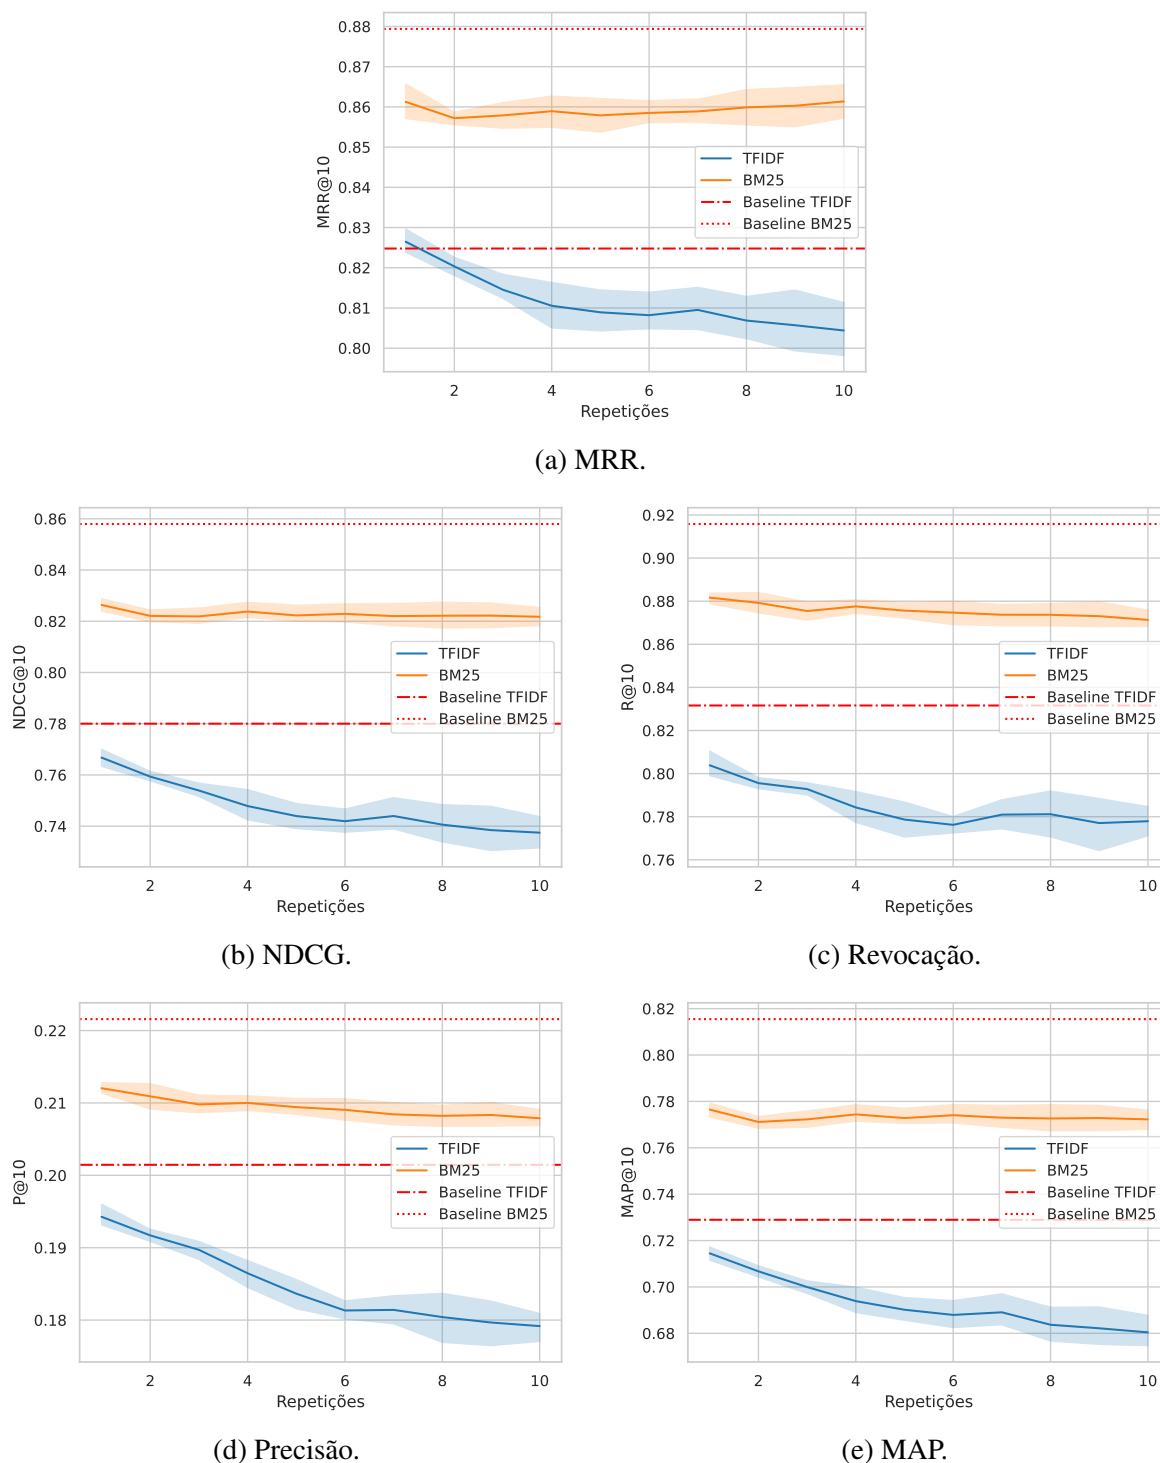 0.88
0.87
0.86
0.85
0.84
0.83
0.82
0.81
0.80
MRR@10
TFIDF
BM25
Baseline TFIDF
Baseline BM25
2 4 6 8 10
Repetições
(a) MRR.
0.86
0.84
0.82
0.80
0.78
0.76
0.74
NDCG@10
TFIDF
BM25
Baseline TFIDF
Baseline BM25
2 4 6 8 10
Repetições
(b) NDCG.
0.92
0.90
0.88
0.86
0.84
0.82
0.80
0.78
0.76
R@10
TFIDF
BM25
Baseline TFIDF
Baseline BM25
2 4 6 8 10
Repetições
(c) Revocação.
0.22
0.21
0.20
0.19
0.18
P@10
TFIDF
BM25
Baseline TFIDF
Baseline BM25
2 4 6 8 10
Repetições
(d) Precisão.
0.82
0.80
0.78
0.76
0.74
0.72
0.70
0.68
MAP@10
TFIDF
BM25
Baseline TFIDF
Baseline BM25
2 4 6 8 10
Repetições
(e) MAP.